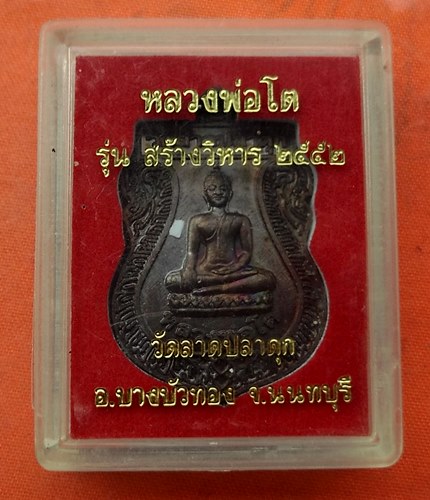 หลวงพ่อโต
รุ่น สร้างวิหาร ๒๕๕๒
วัดลาดปลาดุก
อ.บางบัวทอง จ.นนทบุรี